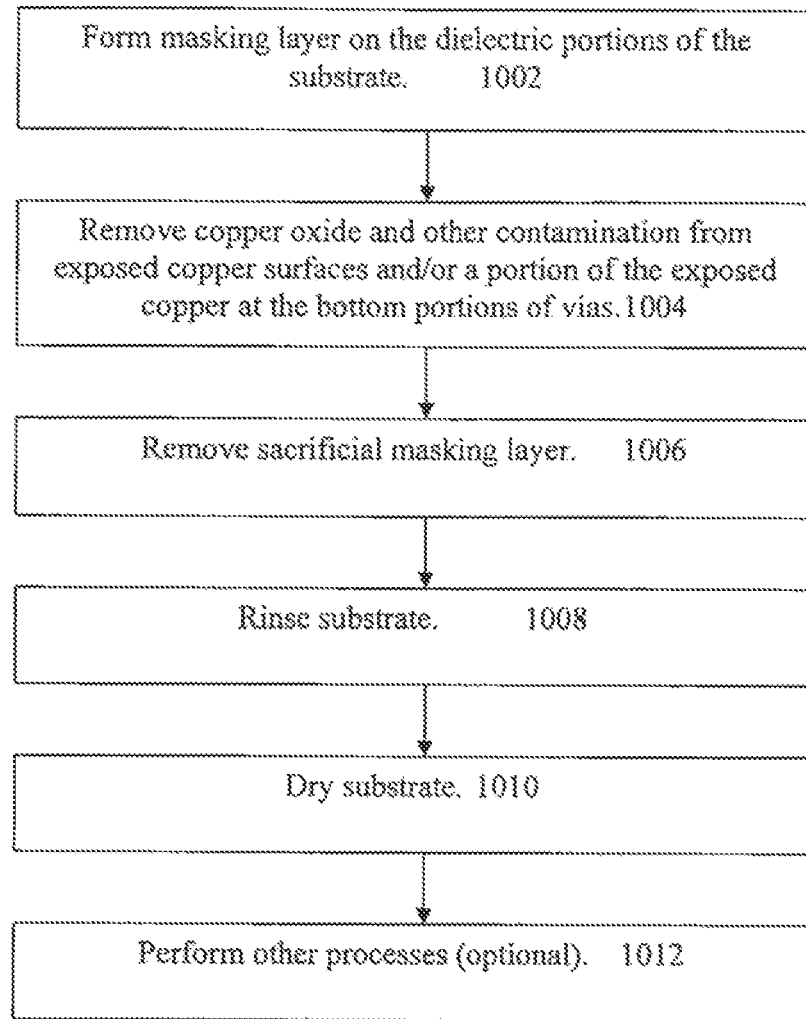 Form masking layer on the dielectric portions of the
substrate. 1002
Remove copper oxide and other contamination from
exposed copper surfaces and/or a portion of the exposed
copper at the bottom portions of vias.1004
Remove sacrificial masking layer. 1006
Rinse substrate. 1008
Dry substrate. 1010
Perform other processes (optional). 1012